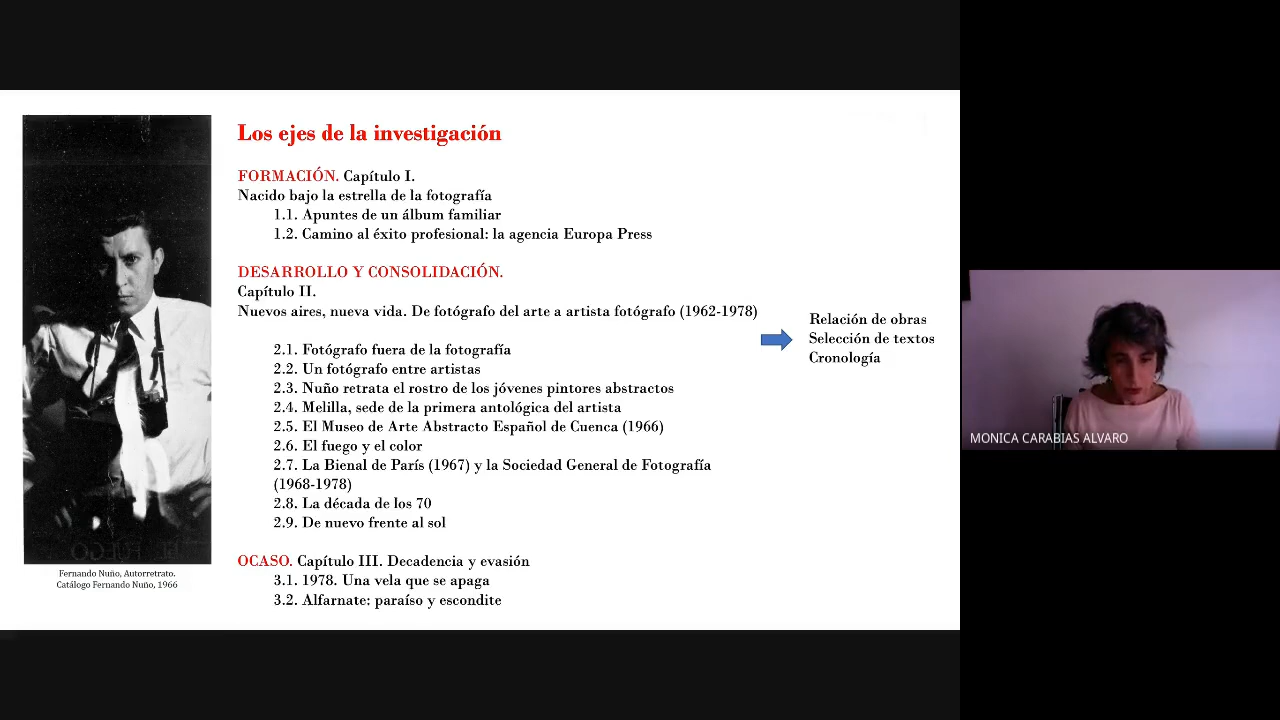 Los ejes de la investigación
FORMACIÓN. Capítulo I.
Nacido bajo la estrella de la fotografía
1.1. Apuntes de un álbum familiar
1.2. Camino al éxito profesional: la agencia Europa Press
DESARROLLO Y CONSOLIDACIÓN.
Capítulo II.
Nuevos aires, nueva vida. De fotógrafo del arte a artista fotógrafo (1962-1978)
2.1. Fotógrafo fuera de la fotografía
2.2. Un fotógrafo entre artistas
2.3. Nuño retrata el rostro de los jóvenes pintores abstractos
2.4. Melilla, sede de la primera antológica del artista
2.5. El Museo de Arte Abstracto Español de Cuenca (1966)
2.6. El fuego y el color
2.7. La Bienal de París (1967) y la Sociedad General de Fotografía
(1968-1978)
2.8. La década de los 70
2.9. De nuevo frente al sol
OCASO. Capítulo III. Decadencia y evasión
3.1. 1978. Una vela que se apaga
3.2. Alfarnate: paraíso y escondite
Relación de obras
Selección de textos
Cronología
EL FUEGO
Fernando Nuño, Autorretrato.
Catálogo Fernando Nuño, 1966
MONICA CARABIAS ALVARO